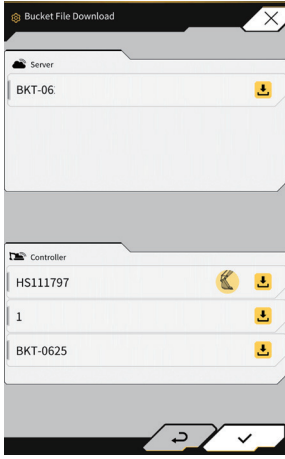 Bucket File Download
Server
BKT-06
Controller
HS111797
1
BKT-0625